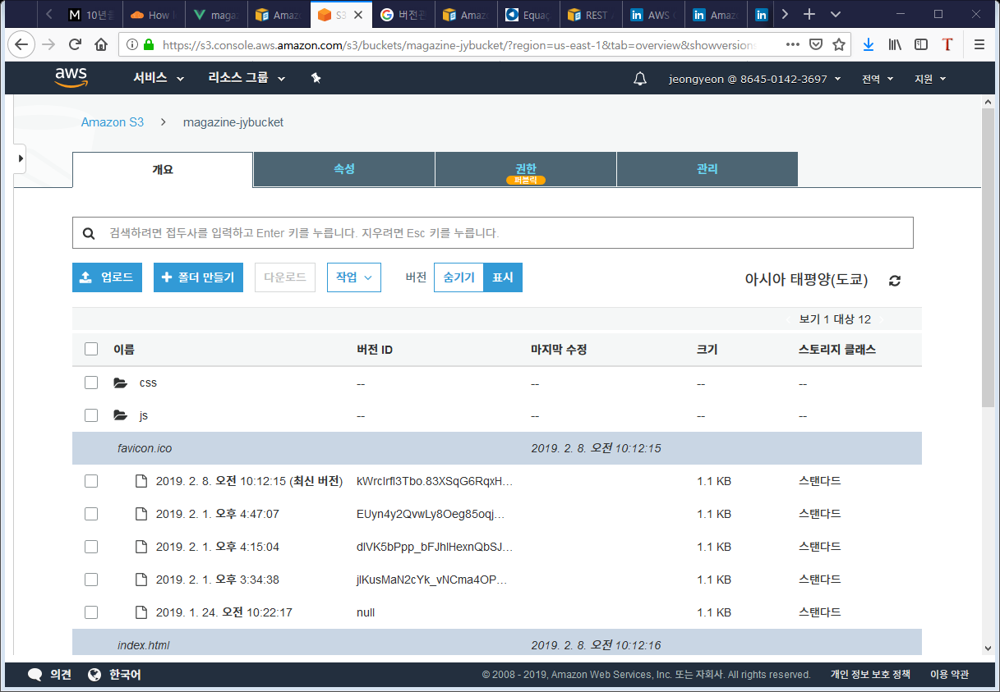 10년
How
maga
Amaz
S3
버전관
Amaz
Equa
REST
AWS
Amaz
https://s3.console.aws.amazon.com/s3/buckets/magazine-jybucket/?region=us-east-1&tab=overview&showversions
aws 서비스 리소스 그룹 jeongyeon @ 8645-0142-3697 전역 지원
Amazon S3 > magazine-jybucket
개요 속성 권한 관리
퍼블릭
검색하려면 접두사를 입력하고 Enter 키를 누릅니다. 지우려면 Esc 키를 누릅니다.
업로드 + 폴더 만들기 다운로드 작업 버전 숨기기 표시 아시아 태평양(도쿄)
보기 1 대상 12
이름 버전 ID 마지막 수정 크기 스토리지 클래스
css -- -- -- --
js -- -- -- --
favicon.ico 2019. 2. 8. 오전 10:12:15
2019. 2. 8. 오전 10:12:15 (최신 버전) kWrcIrfl3Tbo.83XSqG6RqxH... 1.1 KB 스탠다드
2019. 2. 1. 오후 4:47:07 EUyn4y2QvwLy8Oeg85oqj... 1.1 KB 스탠다드
2019. 2. 1. 오후 4:15:04 dlVK5bPpp_bFJhlHexnQbSJ... 1.1 KB 스탠다드
2019. 2. 1. 오후 3:34:38 jlKusMaN2cYk_vNCma4OP... 1.1 KB 스탠다드
2019. 1. 24. 오전 10:22:17 null 1.1 KB 스탠다드
index.html 2019. 2. 8. 오전 10:12:16
의견 한국어 © 2008 - 2019, Amazon Web Services, Inc. 또는 자회사. All rights reserved. 개인 정보 보호 정책 이용 약관